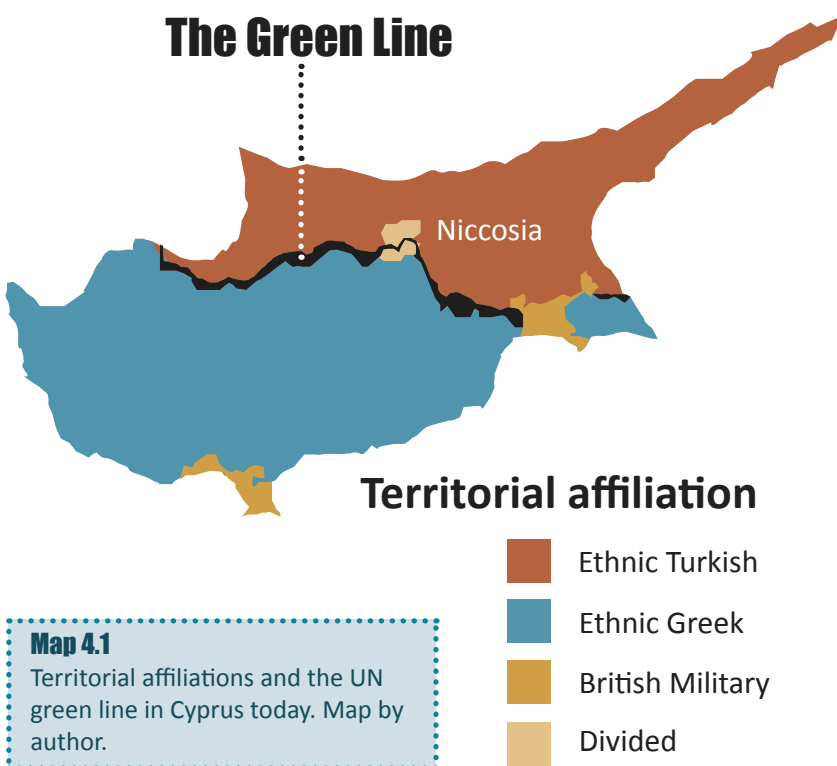 The Green Line
Niccosia
Territorial affiliation
Ethnic Turkish
Ethnic Greek
British Military
Divided
Map 4.1
Territorial affiliations and the UN
green line in Cyprus today. Map by
author.